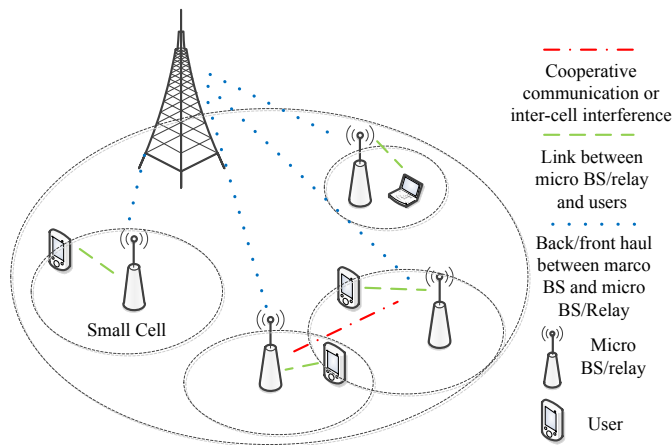 Small Cell
Cooperative
communication or
inter-cell interference
Link between
micro BS/relay
and users
Back/front haul
between marco
BS and micro
BS/Relay
Micro
BS/relay
User